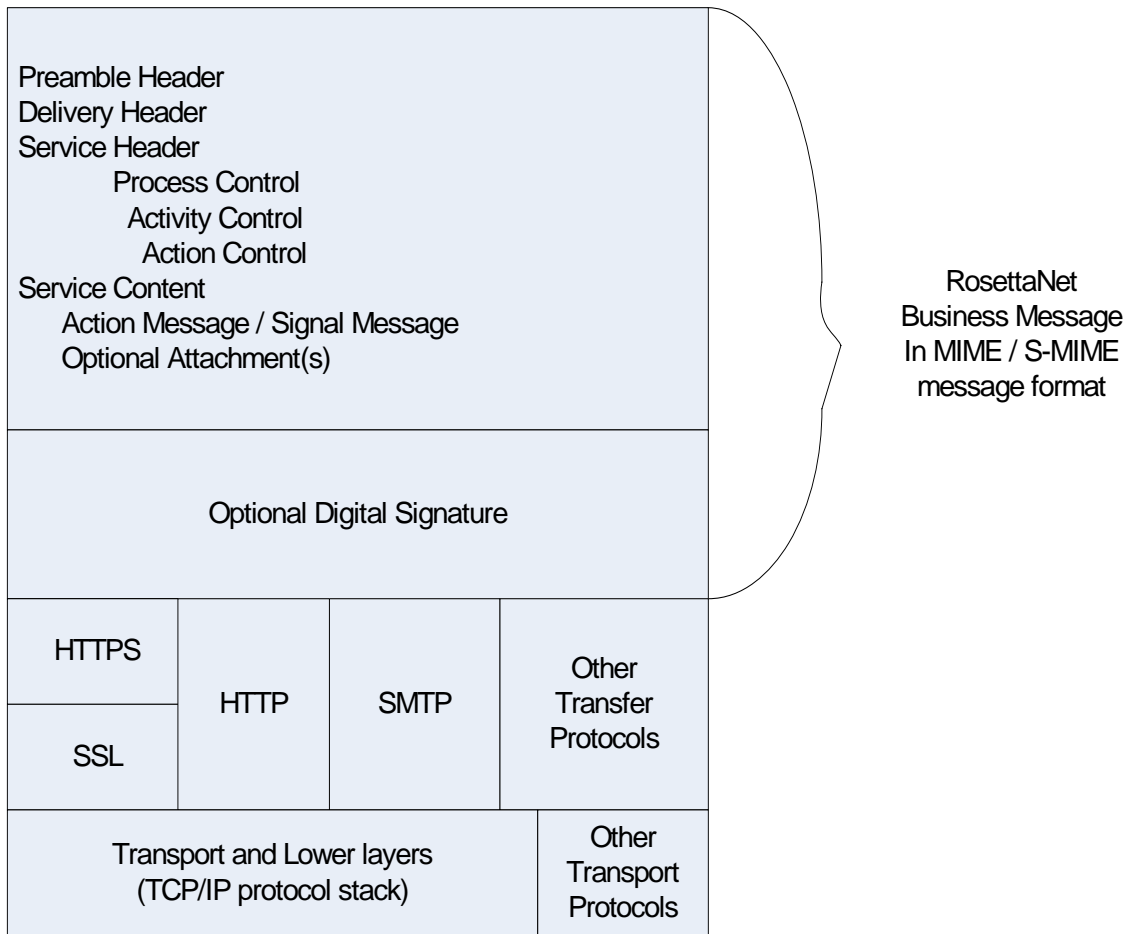 Preamble Header
Delivery Header
Service Header
Process Control
Activity Control
Action Control
Service Content
Action Message / Signal Message
Optional Attachment(s)
RosettaNet
Business Message
In MIME / S-MIME
message format
Optional Digital Signature
HTTPS
SSL
HTTP
SMTP
Other
Transfer
Protocols
Transport and Lower layers
(TCP/IP protocol stack)
Other
Transport
Protocols